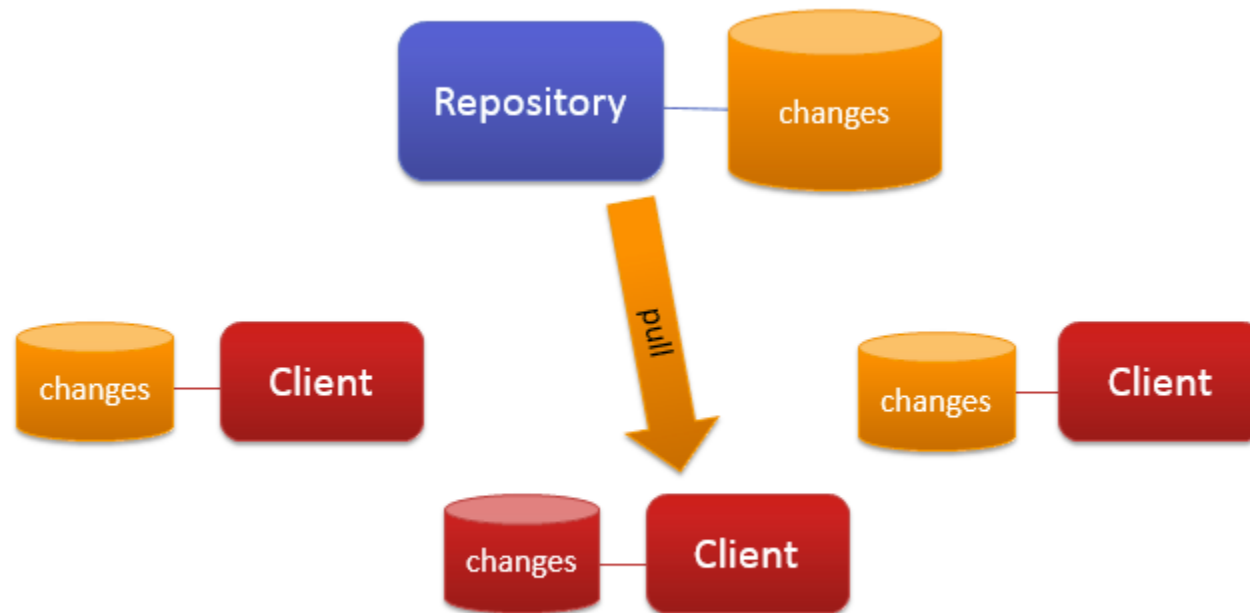 Repository
changes
pull
changes
Client
changes
Client
changes
Client